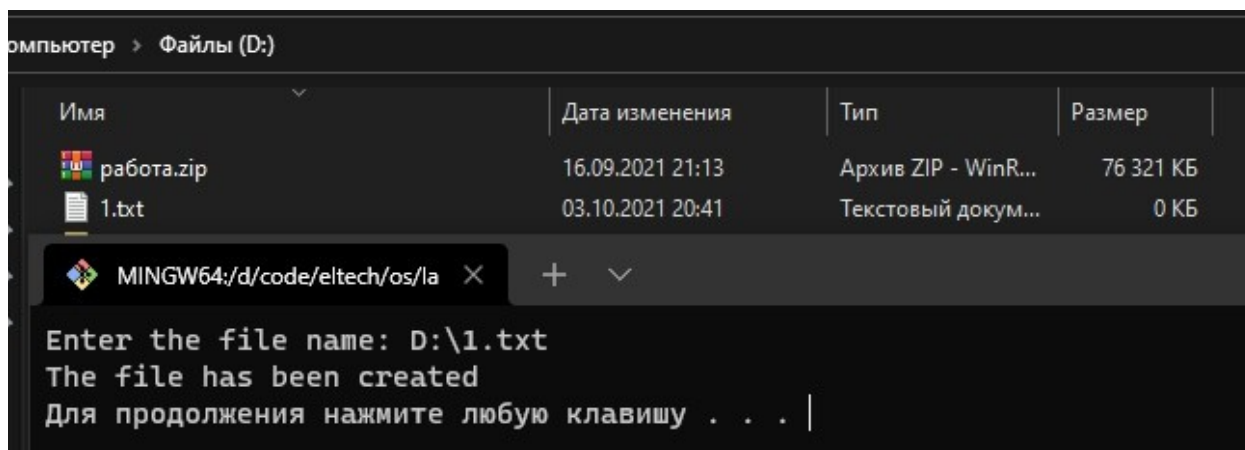 омпьютер > Файлы (D:)
Имя Дата изменения Тип Размер
работа.zip 16.09.2021 21:13 Архив ZIP - WinR... 76 321 КБ
1.txt 03.10.2021 20:41 Текстовый докум... 0 КБ
MINGW64:/d/code/eltech/os/la
Enter the file name: D:\1.txt
The file has been created
Для продолжения нажмите любую клавишу . . .